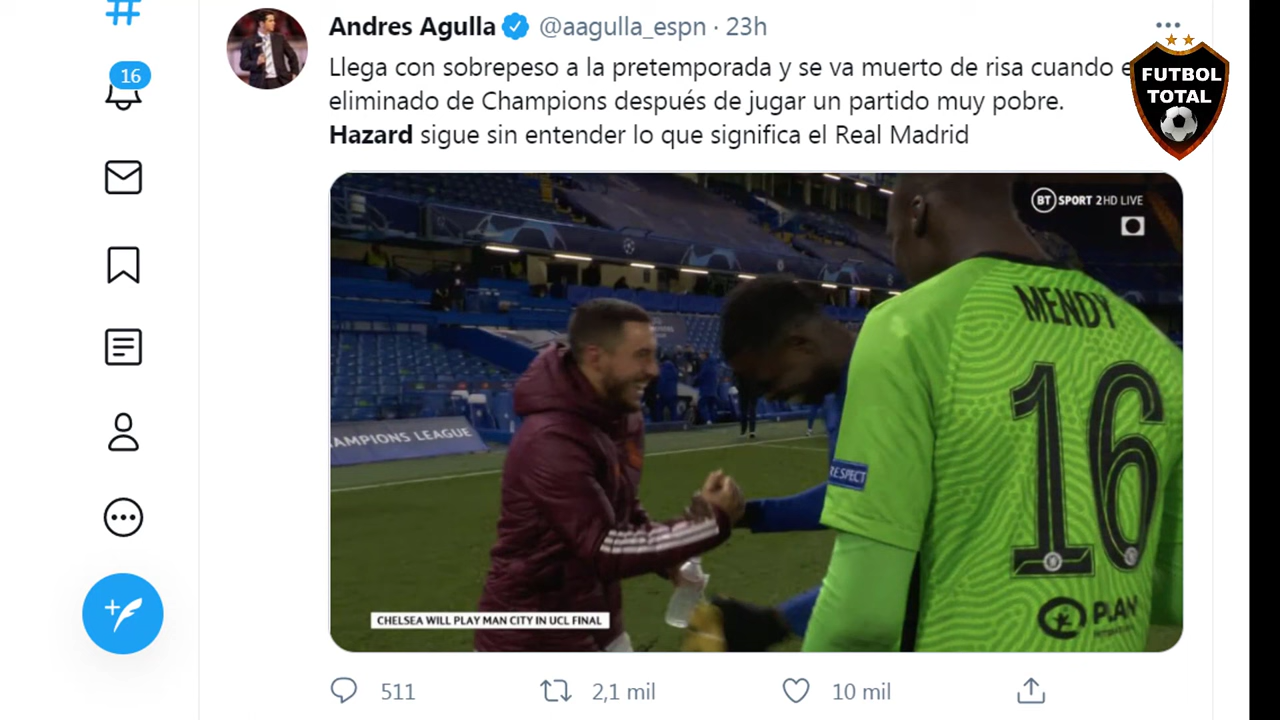 Andres Agulla @aagulla_espn · 23h
16
Llega con sobrepeso a la pretemporada y se va muerto de risa cuando
eliminado de Champions después de jugar un partido muy pobre.
Hazard sigue sin entender lo que significa el Real Madrid
FUTBOL
TOTAL
BT SPORT 2HD LIVE
MENDY
16
AMPIONS LEAGUE
RESPECT
CHELSEA WILL PLAY MAN CITY IN UCL FINAL
511 2,1 mil 10 mil